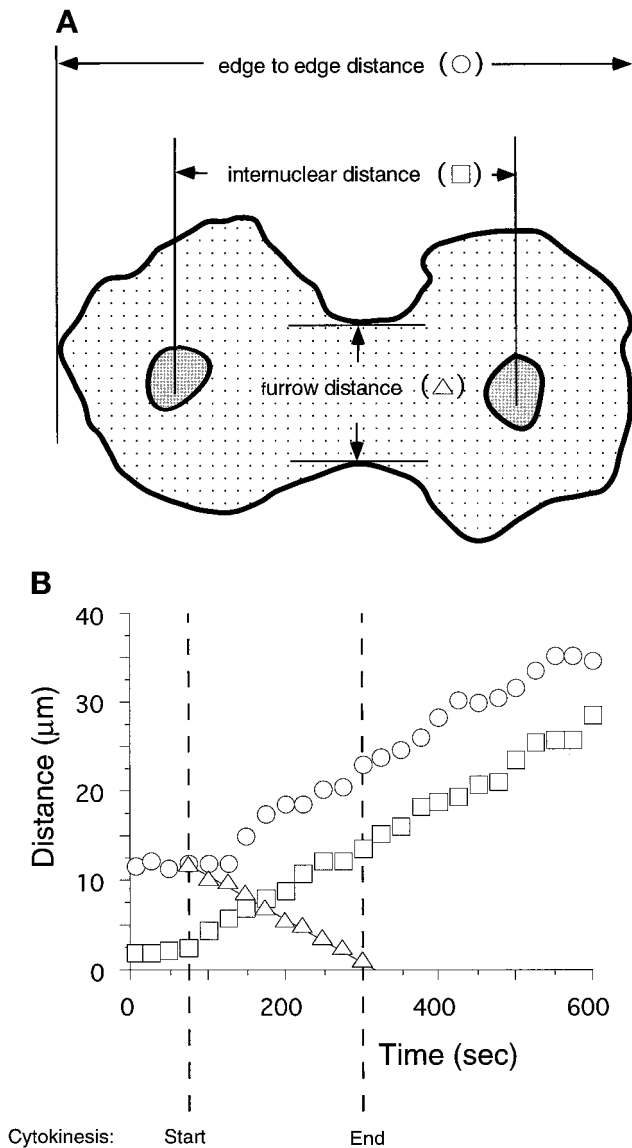 A
edge to edge distance (○)
internuclear distance (□)
furrow distance (△)
B
40
30
20
10
0
Distance (μm)
0 200 400 600
Time (sec)
Cytokinesis: Start End